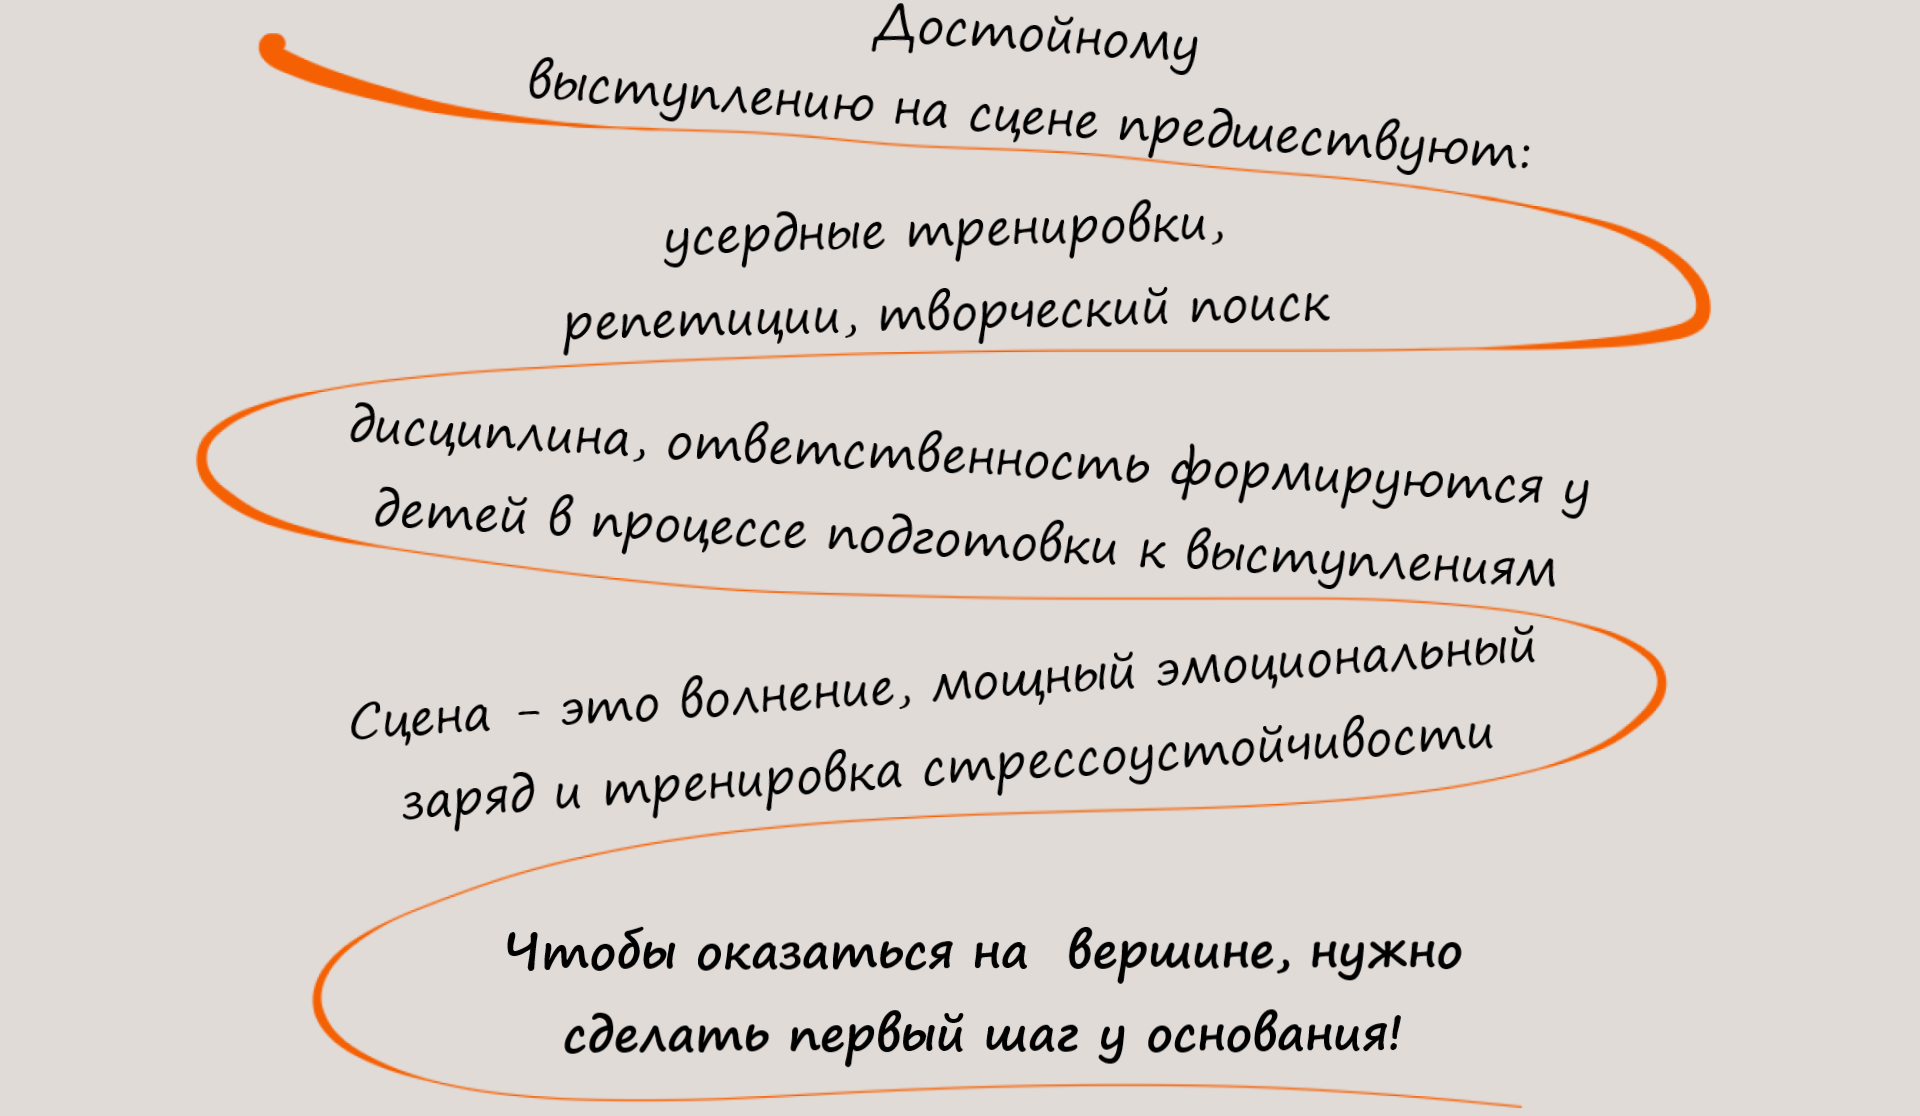 Достойному
выступлению на сцене предшествуют:
усердные тренировки,
репетиции, творческий поиск
дисциплина, ответственность формируются у
детей в процессе подготовки к выступлениям
Сцена - это волнение, мощный эмоциональный
заряд и тренировка стрессоустойчивости
Чтобы оказаться на вершине, нужно
сделать первый шаг у основания!